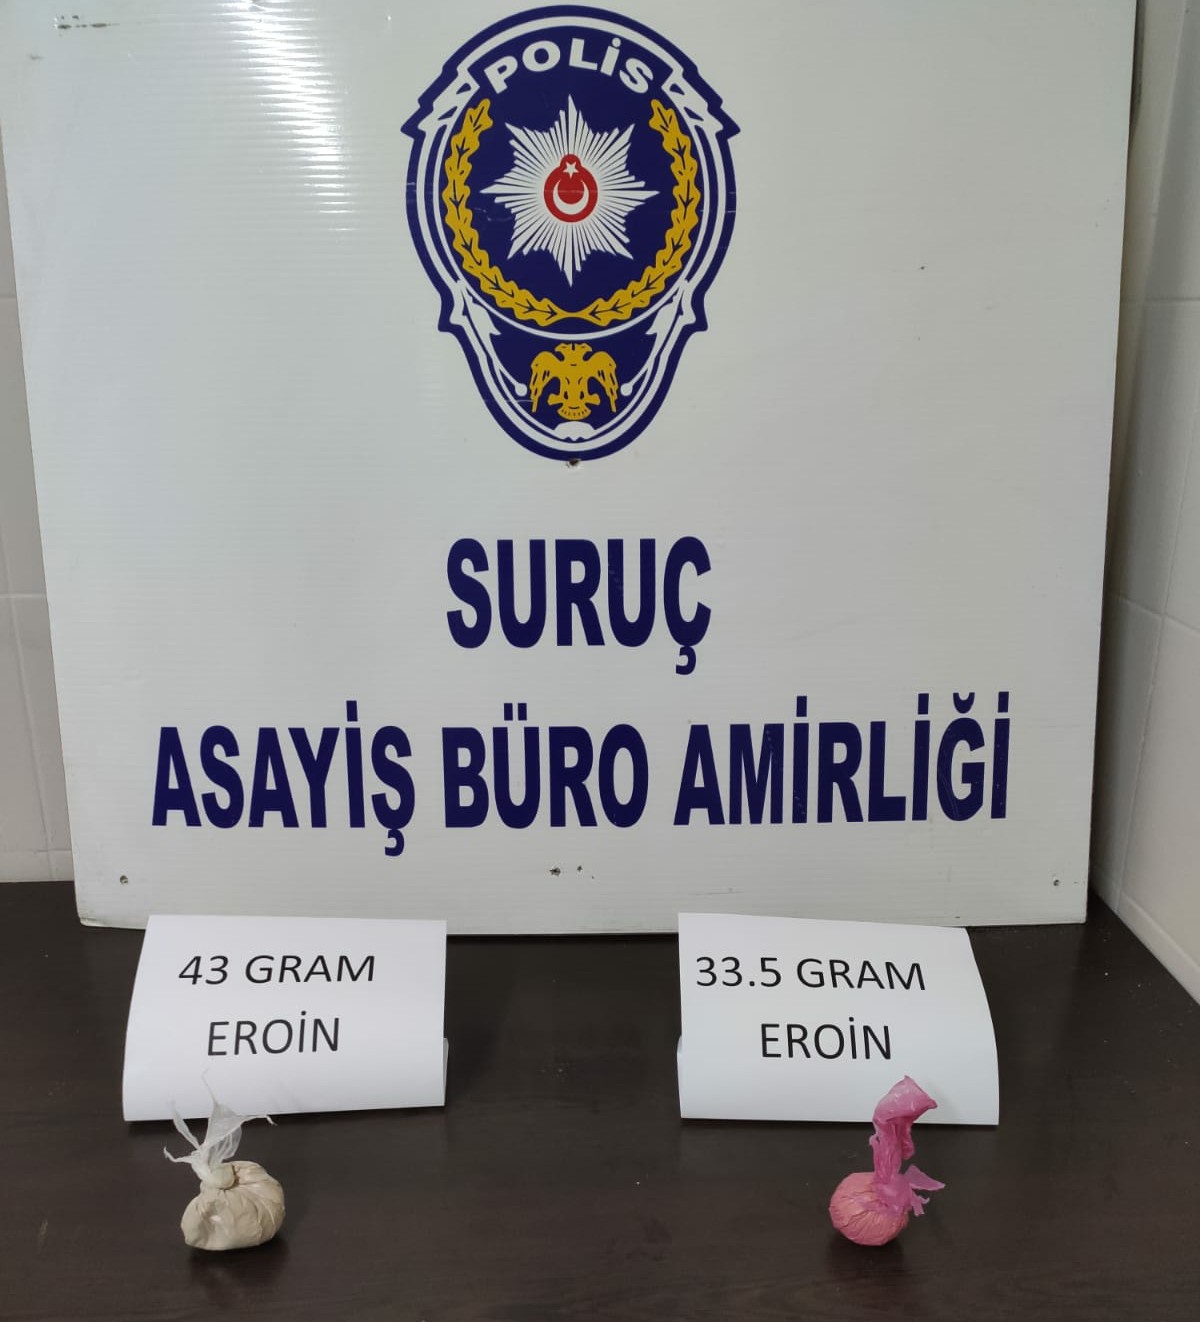 POLİS
SURUÇ
ASAYİŞ BÜRO AMİRLİĞİ
43 GRAM
EROİN
33.5 GRAM
EROİN